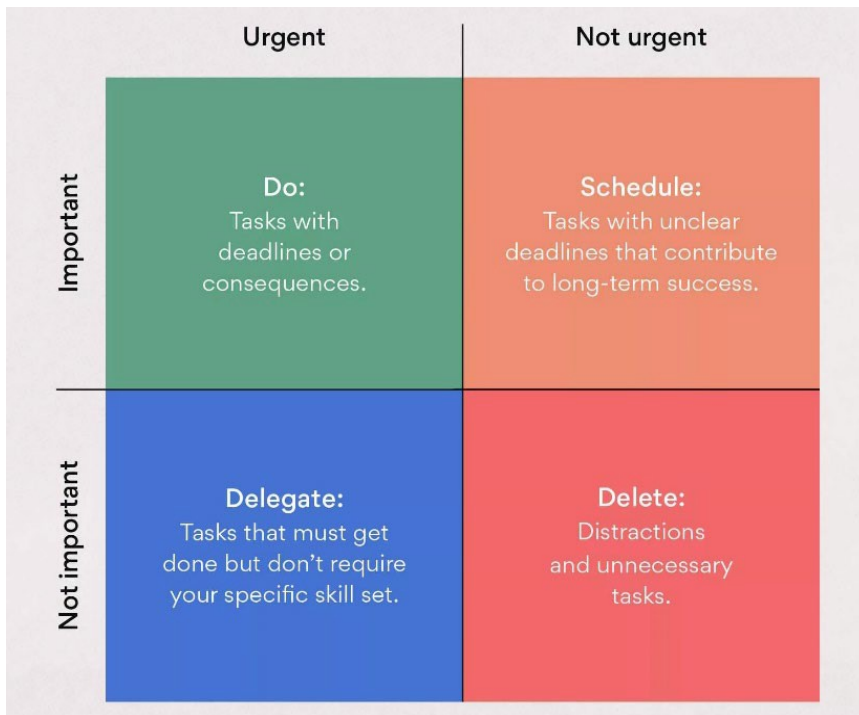 Urgent
Not urgent
Important
Do:
Tasks with
deadlines or
consequences.
Schedule:
Tasks with unclear
deadlines that contribute
to long-term success.
Not important
Delegate:
Tasks that must get
done but don’t require
your specific skill set.
Delete:
Distractions
and unnecessary
tasks.